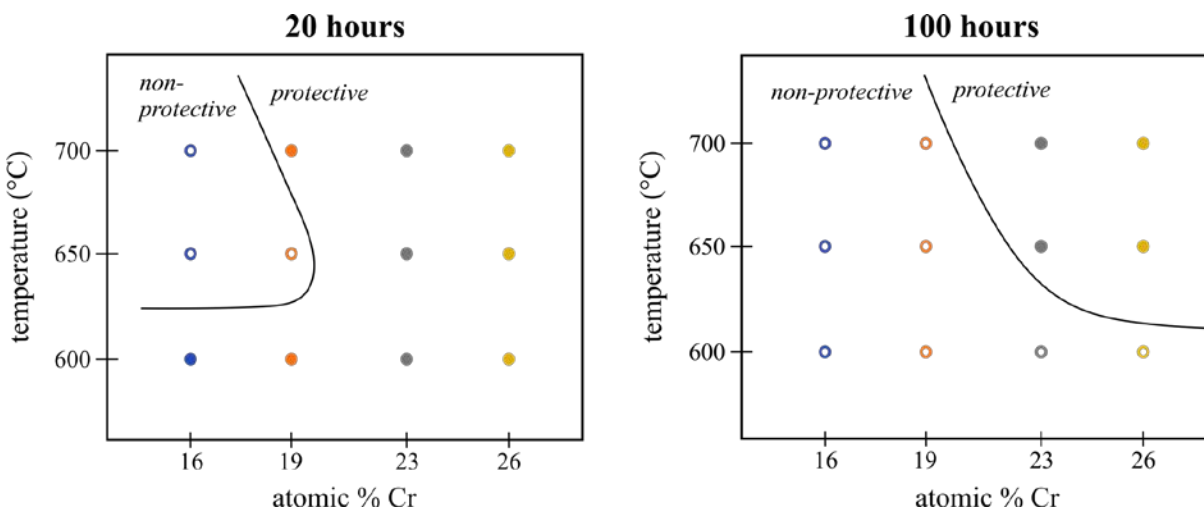 20 hours
non-
protective
protective
temperature (°C)
700
650
600
16 19 23 26
atomic % Cr
100 hours
non-protective protective
temperature (°C)
700
650
600
16 19 23 26
atomic % Cr